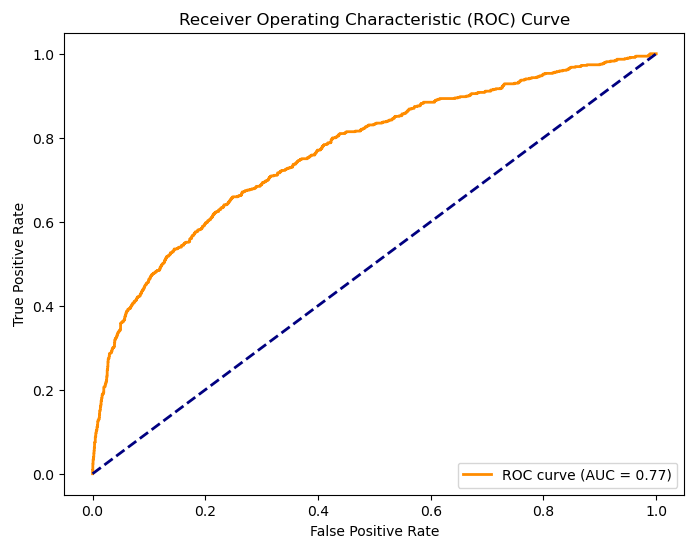 Receiver Operating Characteristic (ROC) Curve
True Positive Rate
1.0
0.8
0.6
0.4
0.2
0.0
ROC curve (AUC = 0.77)
0.0 0.2 0.4 0.6 0.8 1.0
False Positive Rate